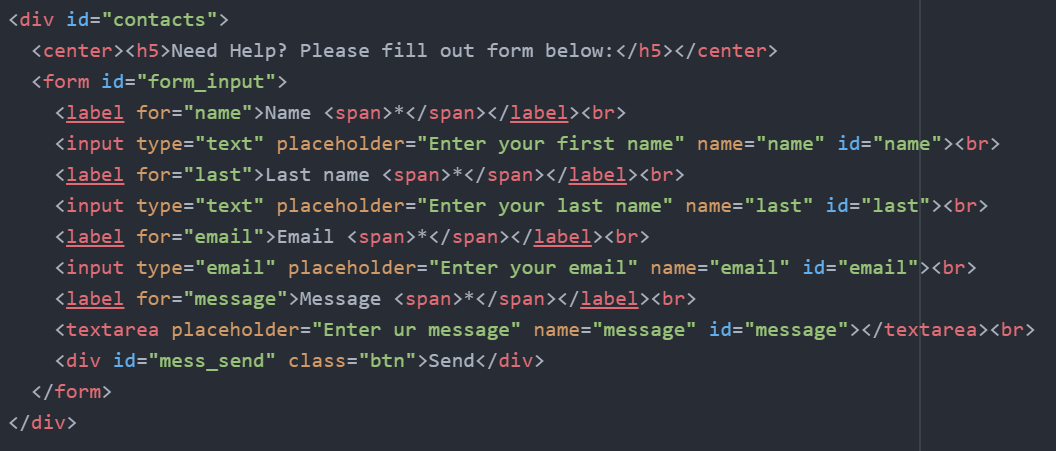 <div id="contacts">
  <center><h5>Need Help? Please fill out form below:</h5></center>
  <form id="form_input">
    <label for="name">Name <span>*</span></label><br>
    <input type="text" placeholder="Enter your first name" name="name" id="name"><br>
    <label for="last">Last name <span>*</span></label><br>
    <input type="text" placeholder="Enter your last name" name="last" id="last"><br>
    <label for="email">Email <span>*</span></label><br>
    <input type="email" placeholder="Enter your email" name="email" id="email"><br>
    <label for="message">Message <span>*</span></label><br>
    <textarea placeholder="Enter ur message" name="message" id="message"></textarea><br>
    <div id="mess_send" class="btn">Send</div>
  </form>
</div>